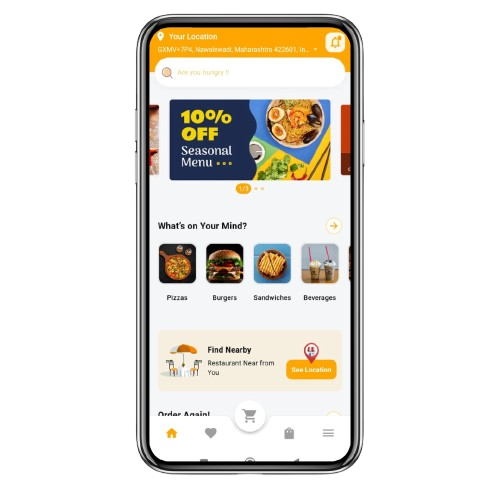 Your Location
GXMV+7P4, Nawalewadi, Maharashtra 422601, In...
Are you hungry !!
10%
OFF
Seasonal
Menu
1/3
What's on Your Mind?
Pizzas
Burgers
Sandwiches
Beverages
Find Nearby
Restaurant Near from
You
See Location
Order Again!